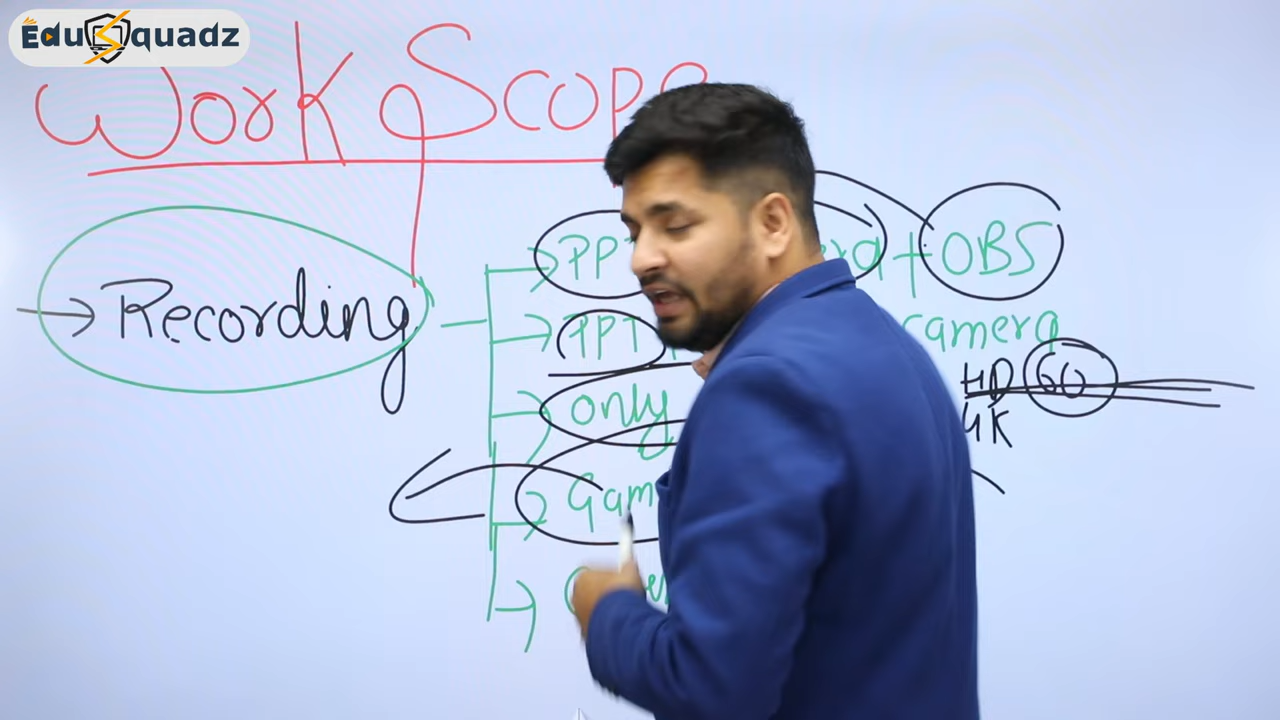 EduSquadz
Work Scope
Recording
PPT + OBS
PPT camera
only HD 60
4K
Gam